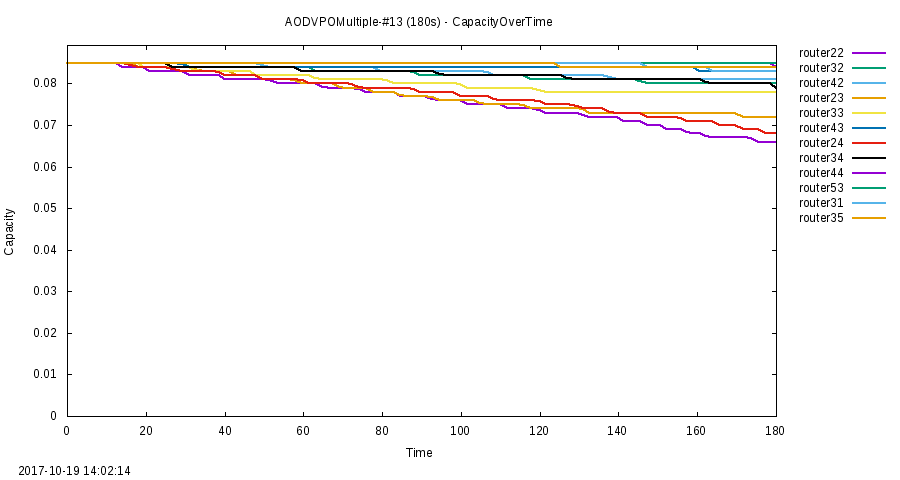 AODVPOMultiple-#13 (180s) - CapacityOverTime
router22
router32
router42
router23
router33
router43
router24
router34
router44
router53
router31
router35
Capacity
0.08
0.07
0.06
0.05
0.04
0.03
0.02
0.01
0
0 20 40 60 80 100 120 140 160 180
Time
2017-10-19 14:02:14